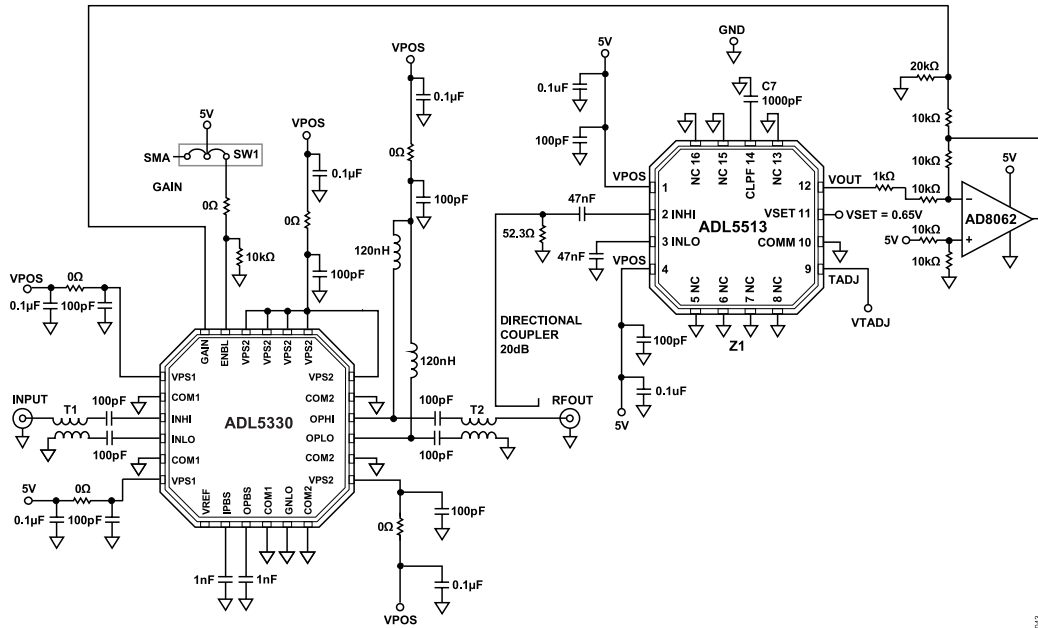 VPOS
0.1µF
0Ω
100pF
120nH
120nH
5V
SMA
SW1
GAIN
0Ω
10kΩ
VPOS
0.1µF
0Ω
100pF
VPOS
0Ω
0.1µF
100pF
INPUT
T1
100pF
100pF
5V
0Ω
0.1µF
100pF
GAIN
ENBL
VPS2
VPS2
VPS2
VPS2
VPS1
COM1
INHI
INLO
COM1
VPS1
ADL5330
VPS2
COM2
OPHI
OPLO
COM2
VPS2
VREF
IPBS
OPBS
COM1
GNLO
COM2
1nF
1nF
100pF
T2
RFOUT
100pF
0Ω
100pF
0.1µF
VPOS
DIRECTIONAL
COUPLER
20dB
52.3Ω
47nF
47nF
5V
0.1uF
100pF
VPOS
VPOS
GND
C7
1000pF
NC 16
NC 15
CLPF 14
NC 13
1
2 INHI
3 INLO
4
ADL5513
12
VSET 11
COMM 10
9
5 NC
6 NC
7 NC
8 NC
Z1
100pF
0.1uF
5V
VOUT
1kΩ
VSET = 0.65V
TADJ
VTADJ
20kΩ
10kΩ
10kΩ
10kΩ
5V
10kΩ
10kΩ
5V
−
+
AD8062